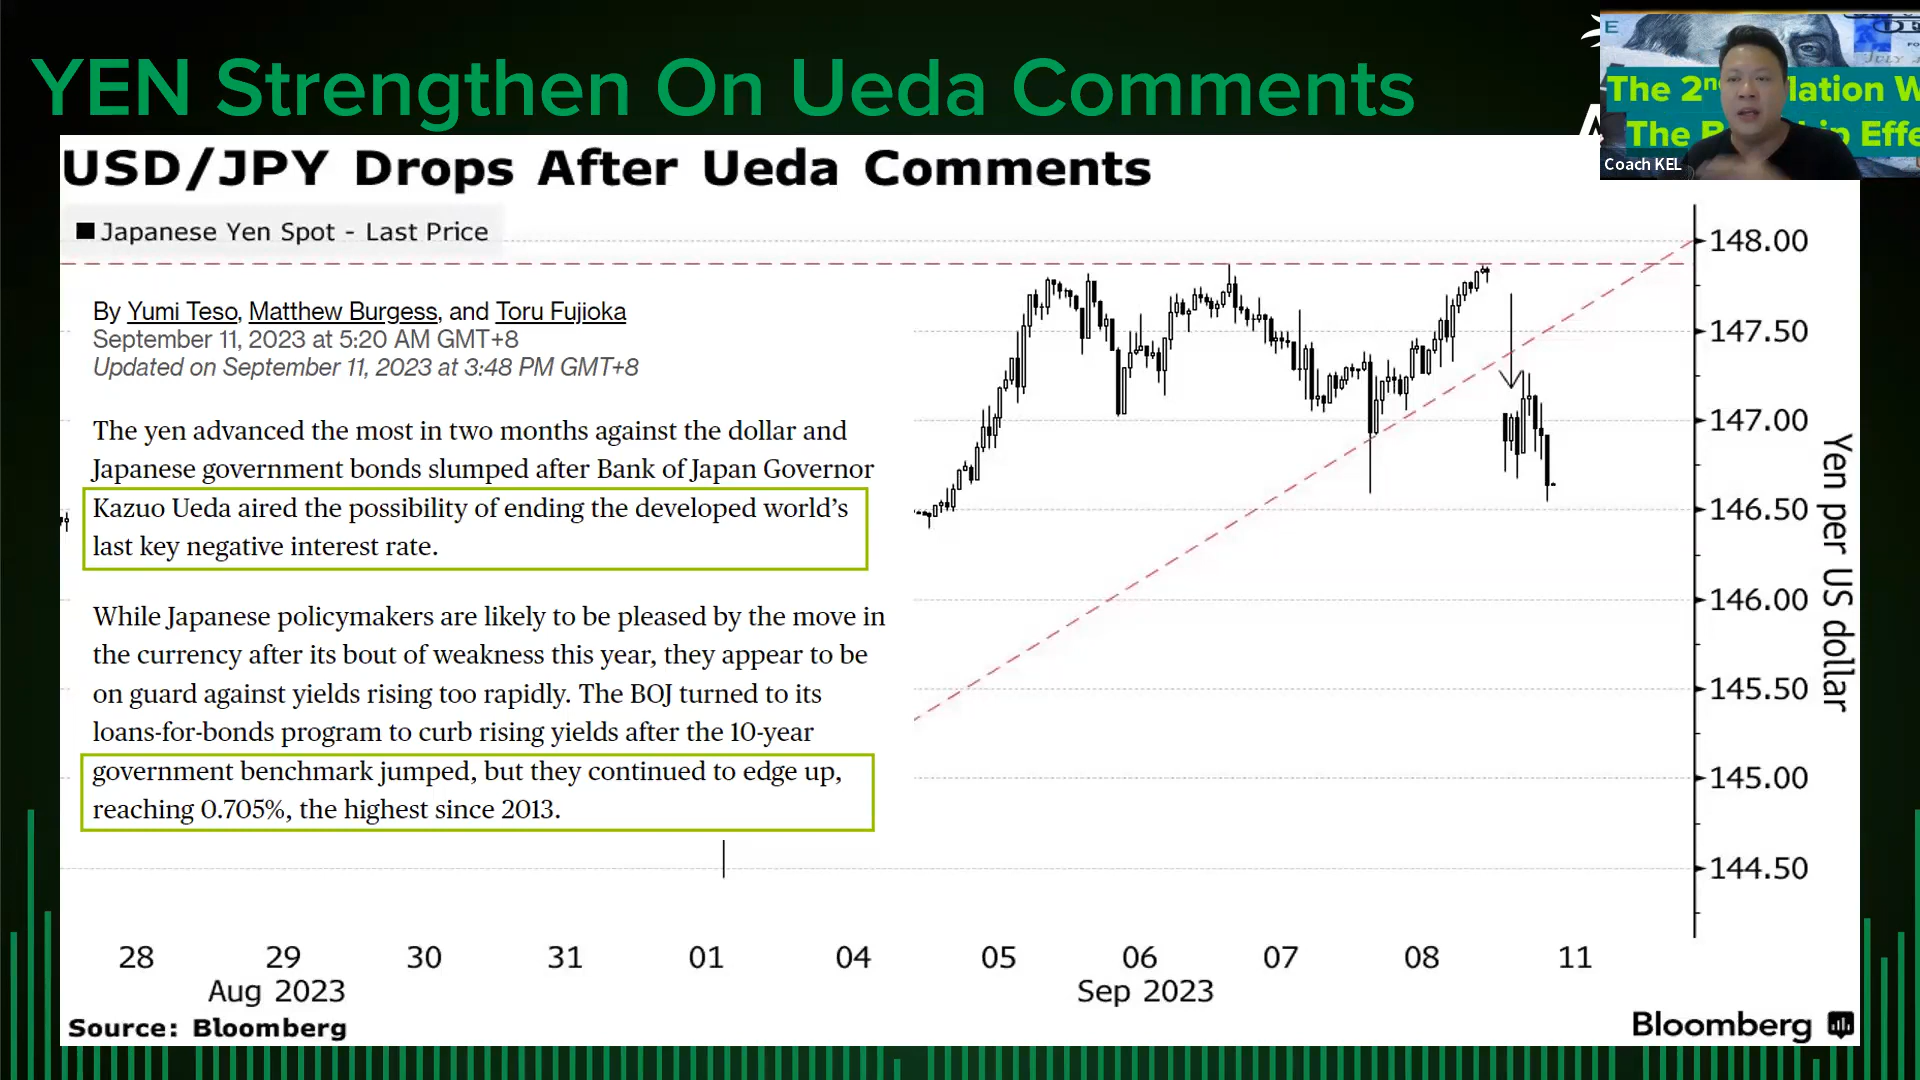 YEN Strengthen On Ueda Comments
E
The 2nd
lation W
The
p Effe
Coach KEL
USD/JPY Drops After Ueda Comments
Japanese Yen Spot - Last Price
By Yumi Teso, Matthew Burgess, and Toru Fujioka
September 11, 2023 at 5:20 AM GMT+8
Updated on September 11, 2023 at 3:48 PM GMT+8
The yen advanced the most in two months against the dollar and
Japanese government bonds slumped after Bank of Japan Governor
Kazuo Ueda aired the possibility of ending the developed world's
last key negative interest rate.
While Japanese policymakers are likely to be pleased by the move in
the currency after its bout of weakness this year, they appear to be
on guard against yields rising too rapidly. The BOJ turned to its
loans-for-bonds program to curb rising yields after the 10-year
government benchmark jumped, but they continued to edge up,
reaching 0.705%, the highest since 2013.
148.00
147.50
147.00
146.50
146.00
145.50
145.00
144.50
Yen per US dollar
28 29 30 31 01 04 05 06 07 08 11
Aug 2023 Sep 2023
Source: Bloomberg
Bloomberg